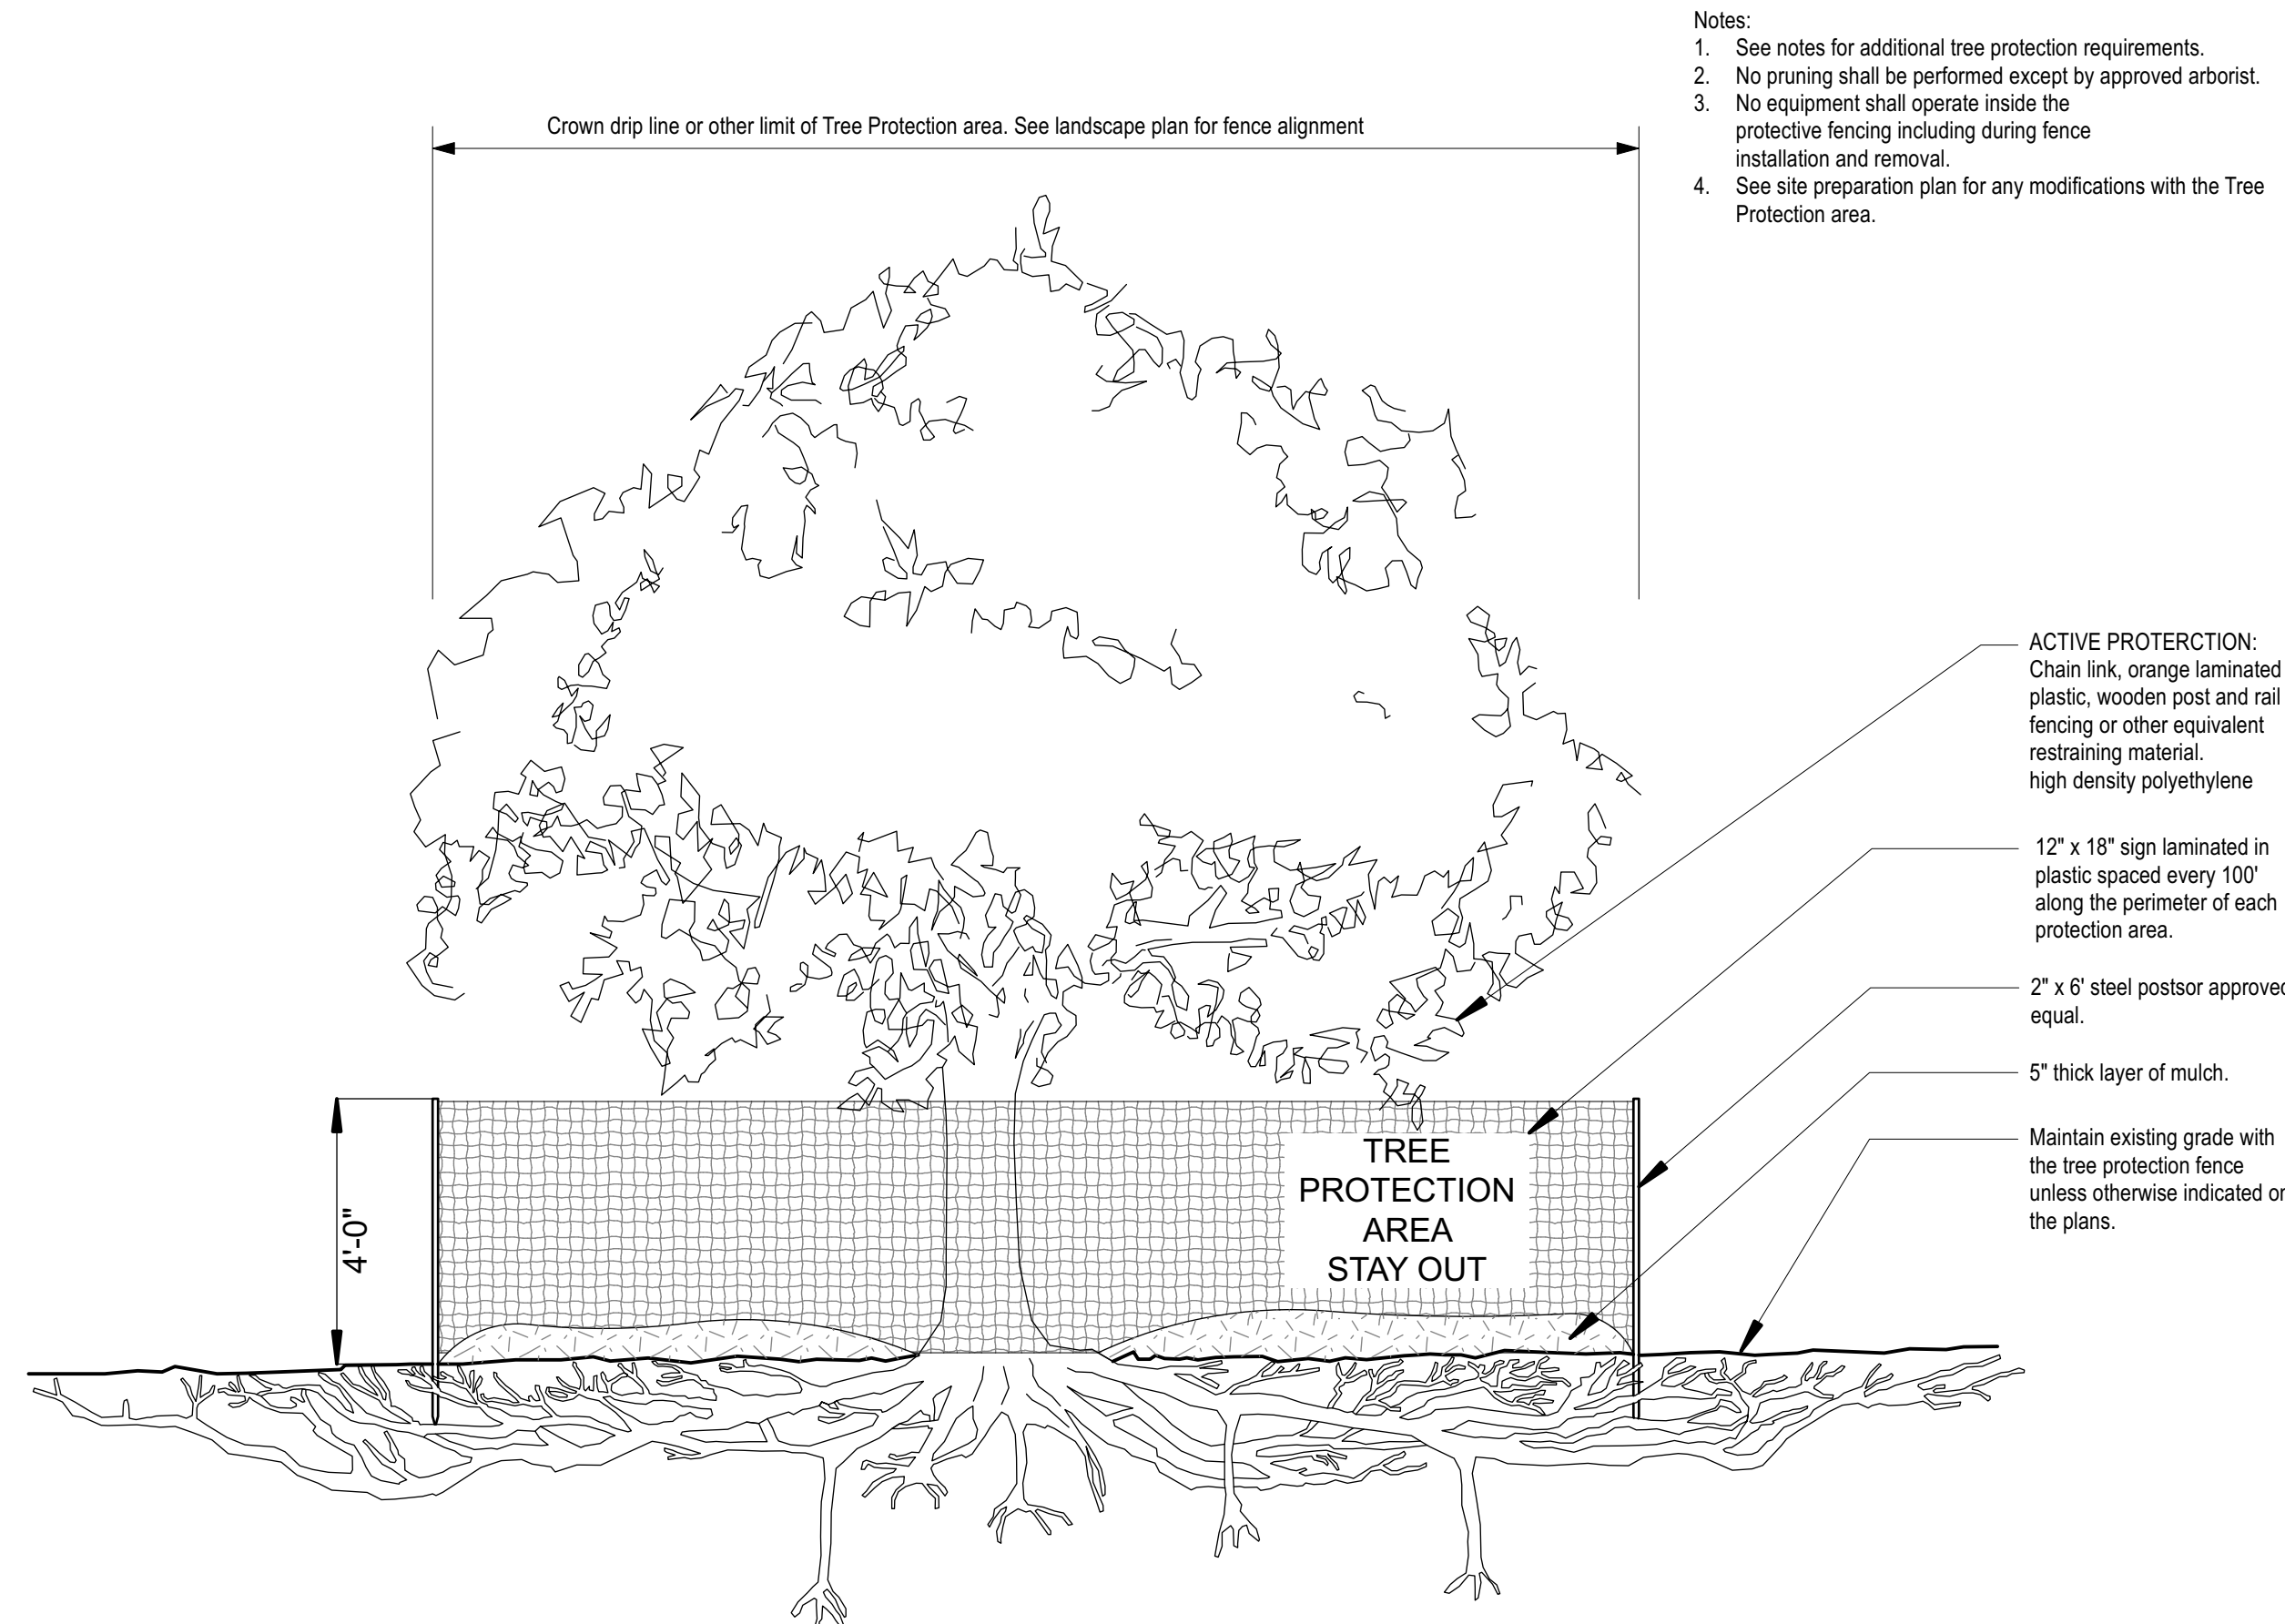 Notes:
1. See notes for additional tree protection requirements.
2. No pruning shall be performed except by approved arborist.
3. No equipment shall operate inside the
protective fencing including during fence
installation and removal.
4. See site preparation plan for any modifications with the Tree
Protection area.
Crown drip line or other limit of Tree Protection area. See landscape plan for fence alignment
ACTIVE PROTERCTION:
Chain link, orange laminated
plastic, wooden post and rail
fencing or other equivalent
restraining material.
high density polyethylene
12" x 18" sign laminated in
plastic spaced every 100'
along the perimeter of each
protection area.
2" x 6' steel postsor approved
equal.
5" thick layer of mulch.
Maintain existing grade with
the tree protection fence
unless otherwise indicated on
the plans.
TREE
PROTECTION
AREA
STAY OUT
4'-0"